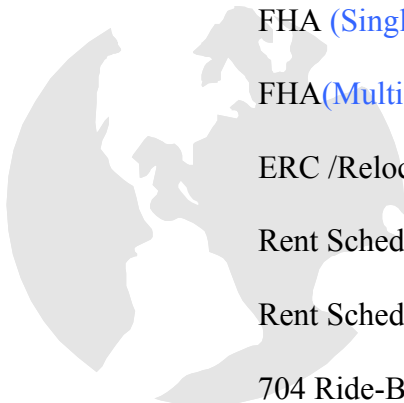 FHA (Singl
FHA(Multi
ERC /Reloc
Rent Sched
Rent Sched
704 Ride-B